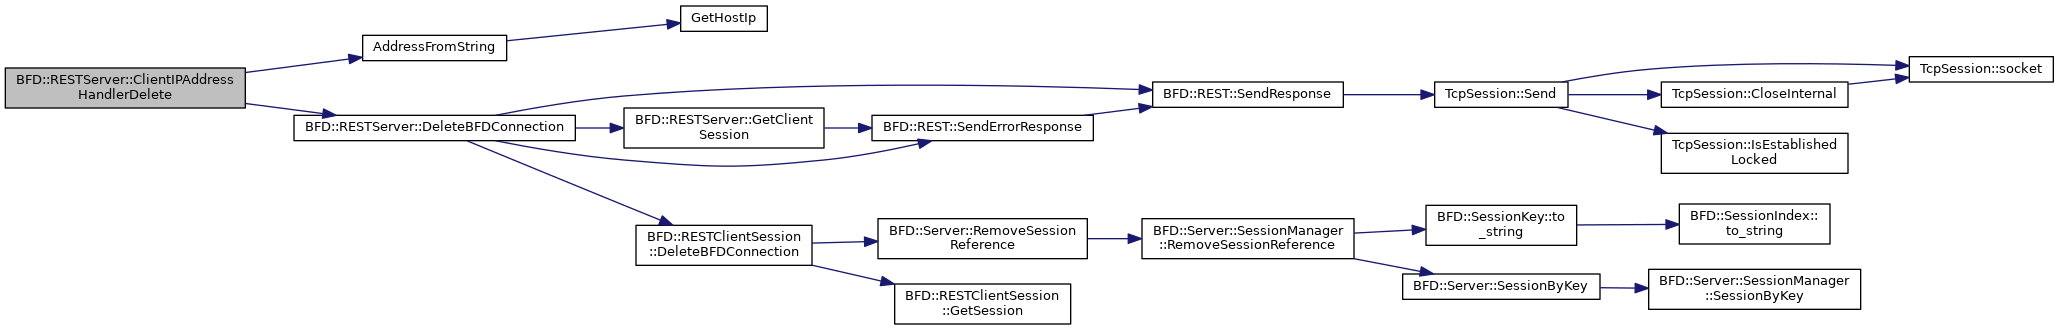 BFD::RESTServer::ClientIPAddress
HandlerDelete
AddressFromString
GetHostIp
BFD::RESTServer::DeleteBFDConnection
BFD::RESTServer::GetClient
Session
BFD::REST::SendErrorResponse
BFD::REST::SendResponse
TcpSession::Send
TcpSession::socket
TcpSession::CloseInternal
TcpSession::IsEstablished
Locked
BFD::RESTClientSession
::DeleteBFDConnection
BFD::Server::RemoveSession
Reference
BFD::Server::SessionManager
::RemoveSessionReference
BFD::SessionKey::to
_string
BFD::SessionIndex::
to_string
BFD::Server::SessionByKey
BFD::Server::SessionManager
::SessionByKey
BFD::RESTClientSession
::GetSession